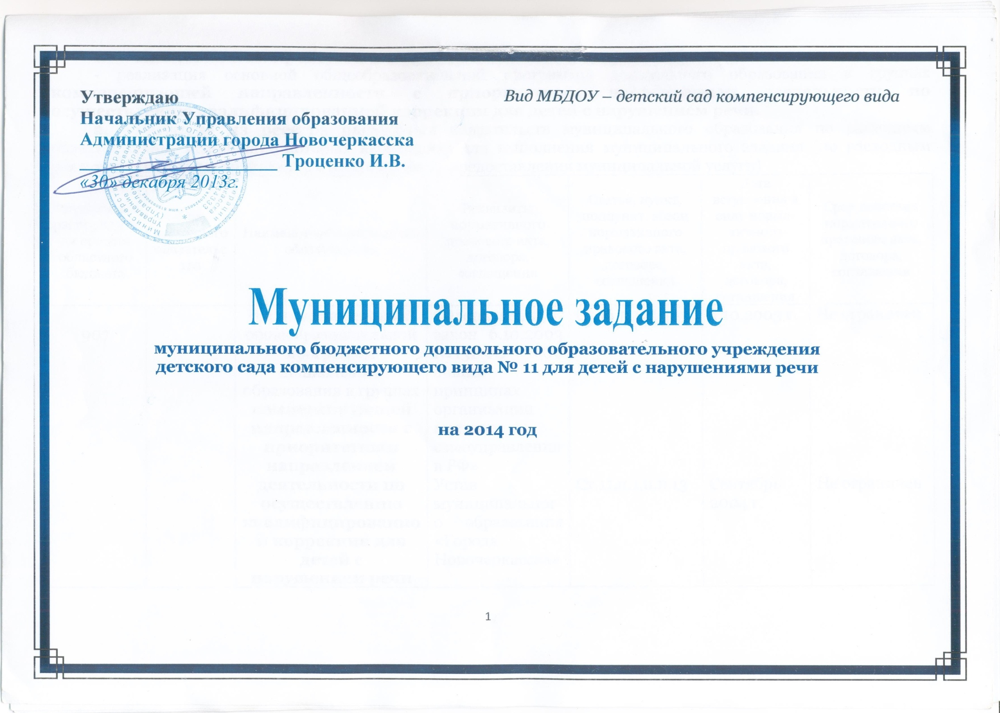 Утверждаю
Начальник Управления образования
Администрации города Новочеркасска
Троценко И.В.
«30» декабря 2013г.
Вид МБДОУ – детский сад компенсирующего вида
Муниципальное задание
муниципального бюджетного дошкольного образовательного учреждения
детского сада компенсирующего вида № 11 для детей с нарушениями речи
на 2014 год
1